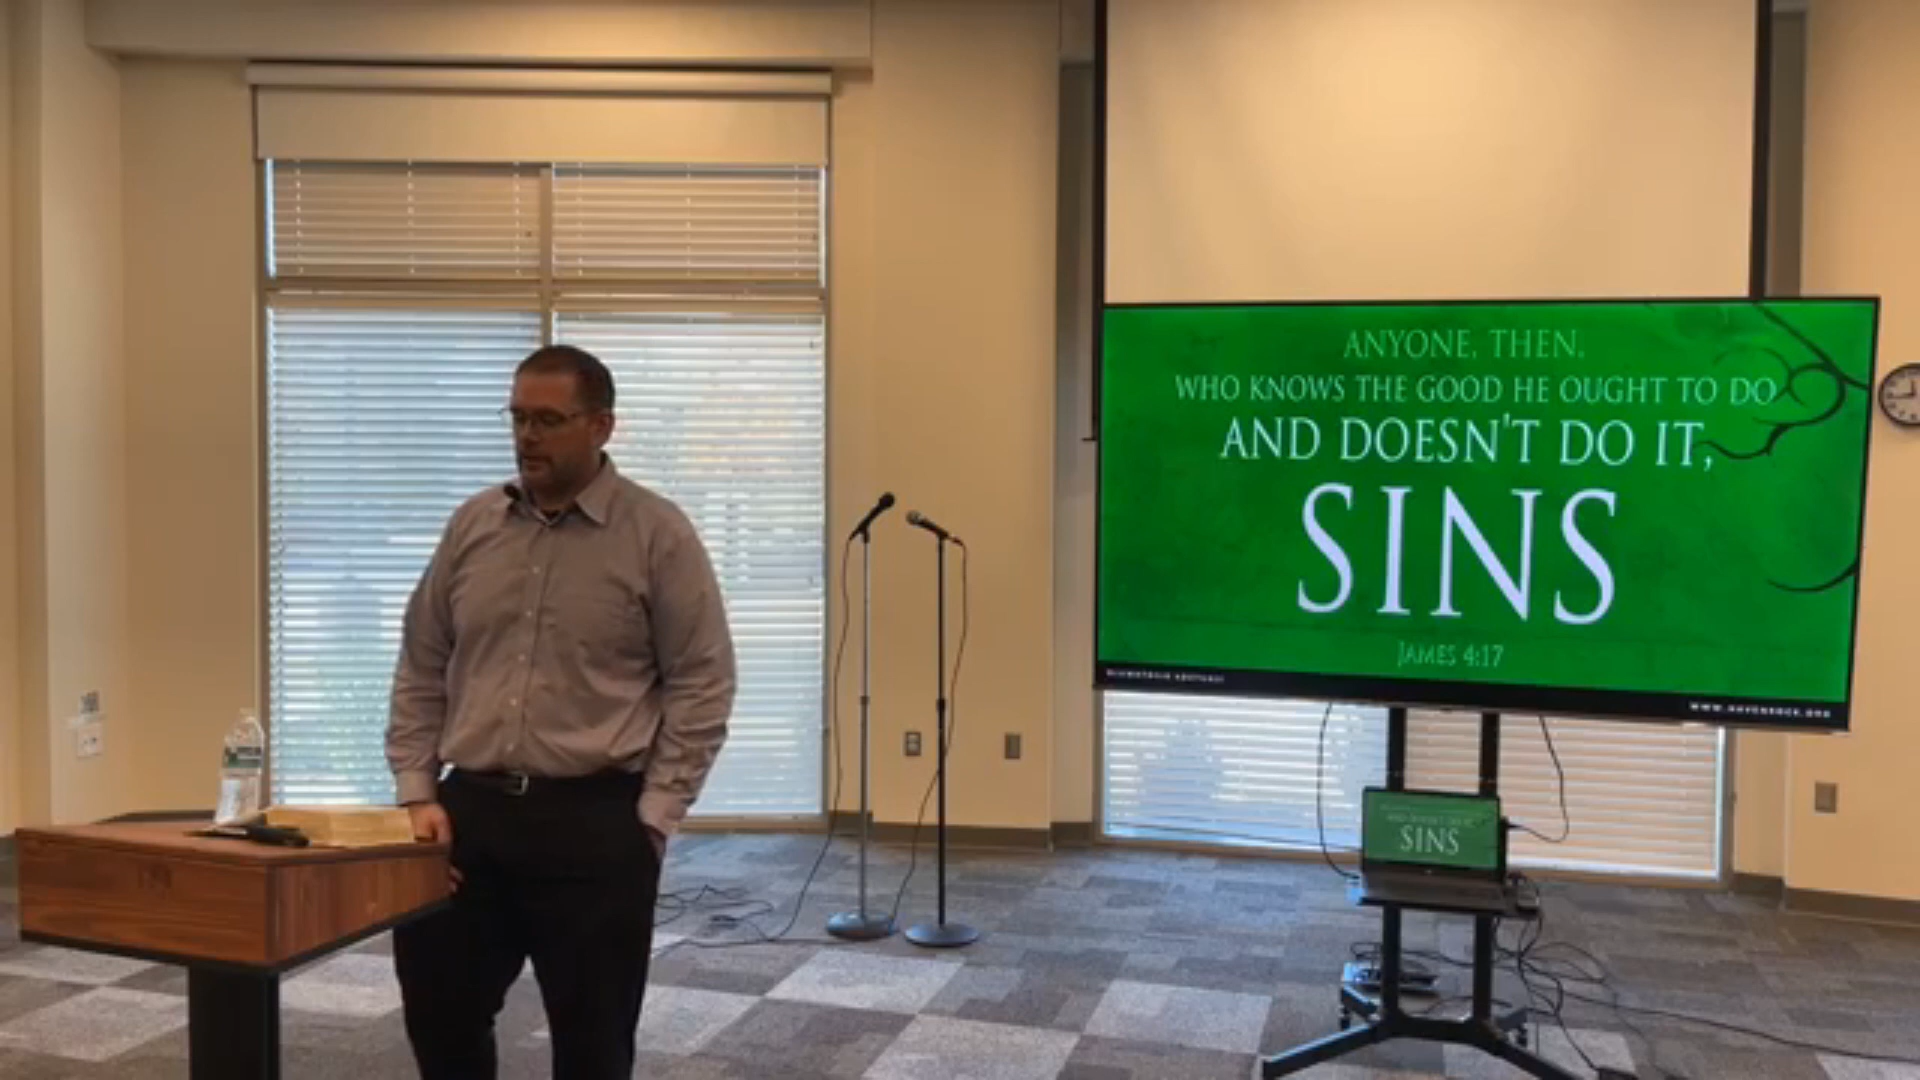 ANYONE, THEN,
WHO KNOWS THE GOOD HE OUGHT TO DO
AND DOESN'T DO IT,
SINS
JAMES 4:17
SINS